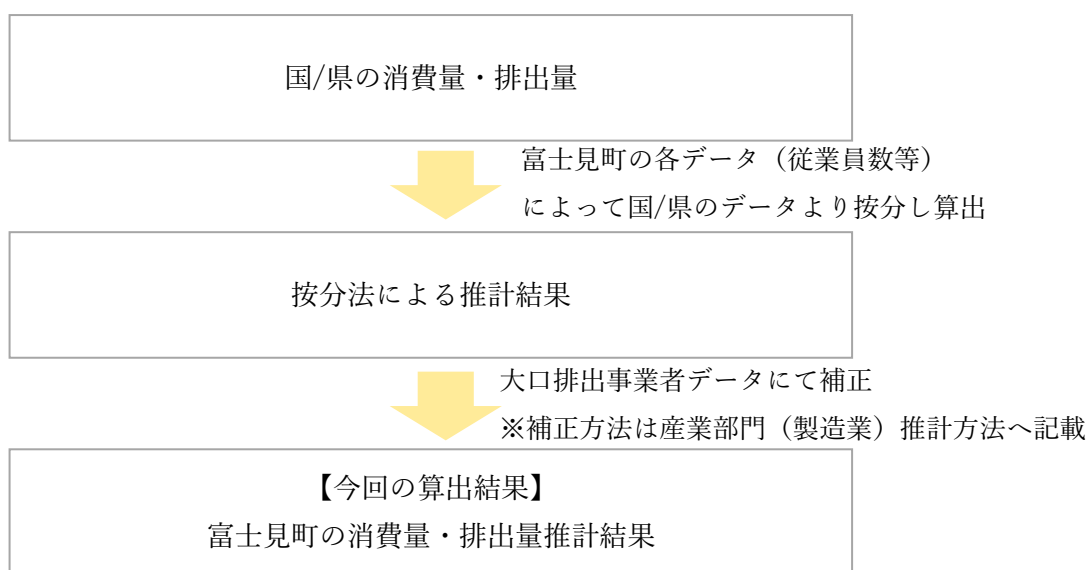 国/県の消費量・排出量
富士見町の各データ（従業員数等）
によって国/県のデータより按分し算出
按分法による推計結果
大口排出事業者データにて補正
※補正方法は産業部門（製造業）推計方法へ記載
【今回の算出結果】
富士見町の消費量・排出量推計結果